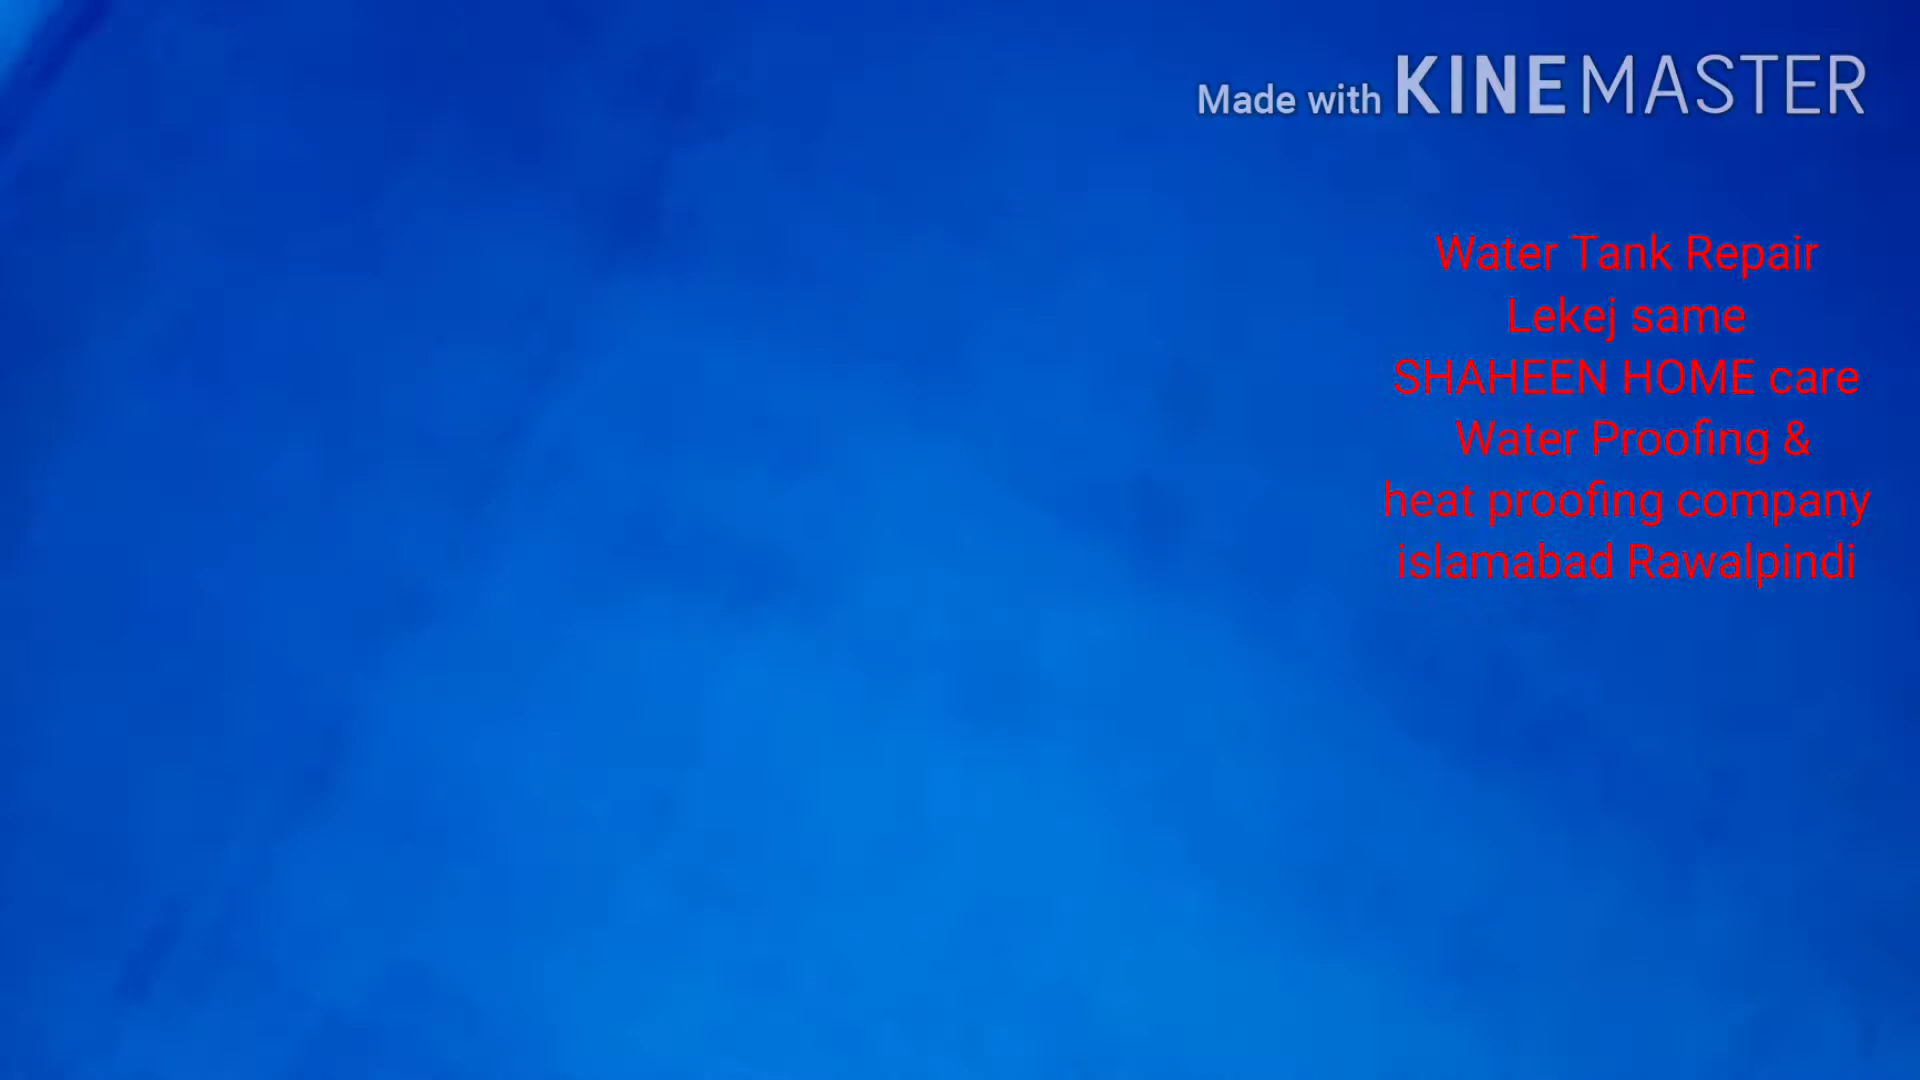 Made with KINEMASTER
Water Tank Repair
Lekej same
SHAHEEN HOME care
Water Proofing &
heat proofing company
islamabad Rawalpindi